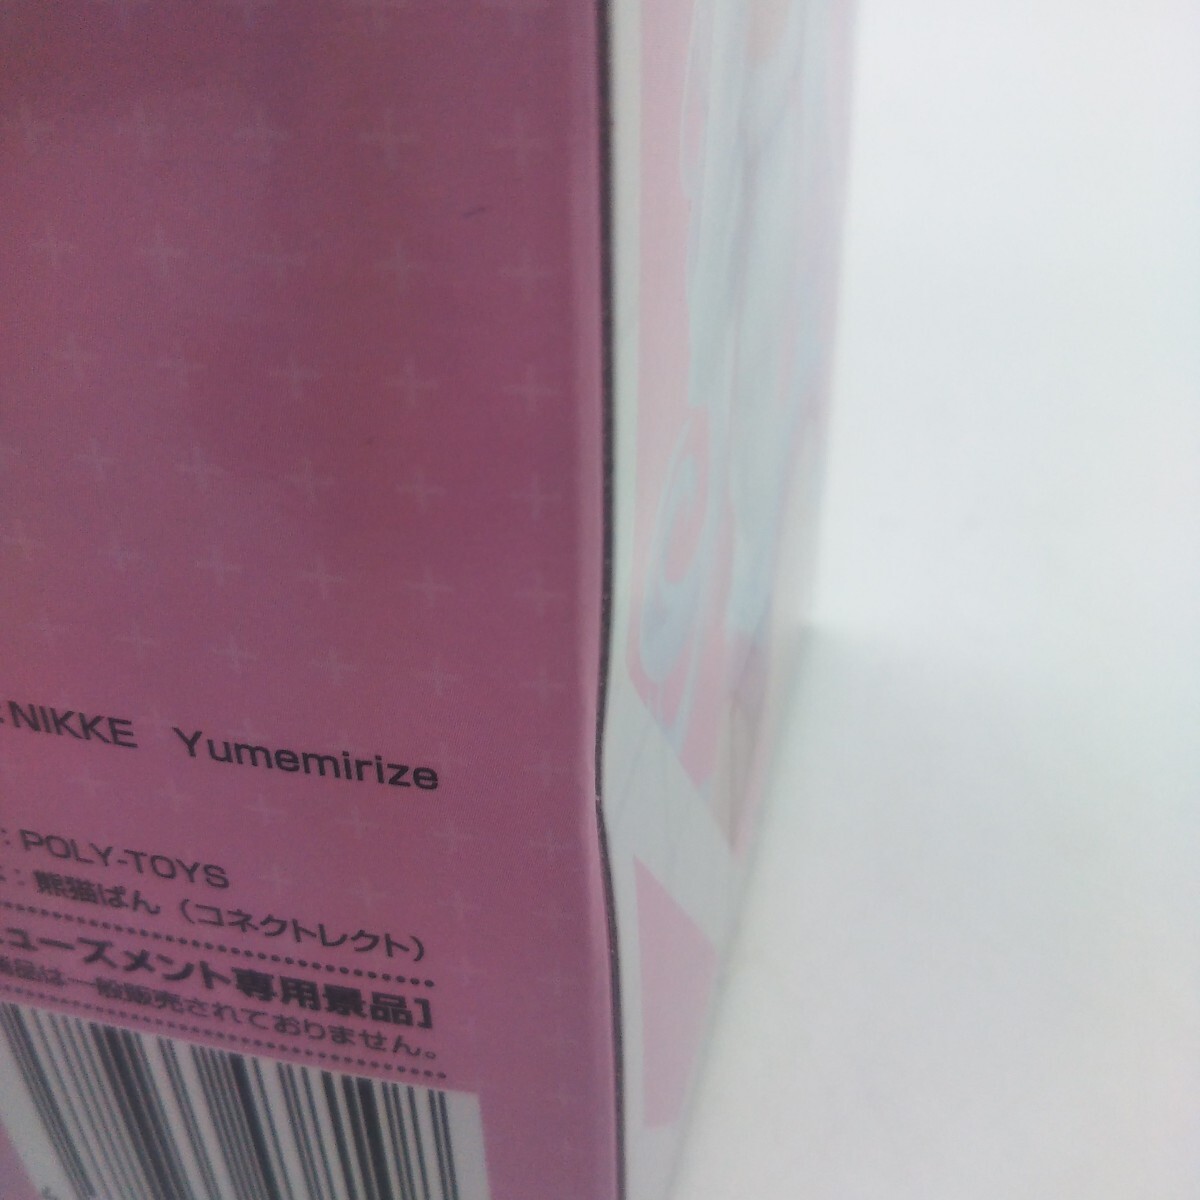 NIKKE Yumemirize
: POLY-TOYS
: 熊猫ぱん（コネクトレクト）
ューズメント専用景品］
品は一般販売されておりません。